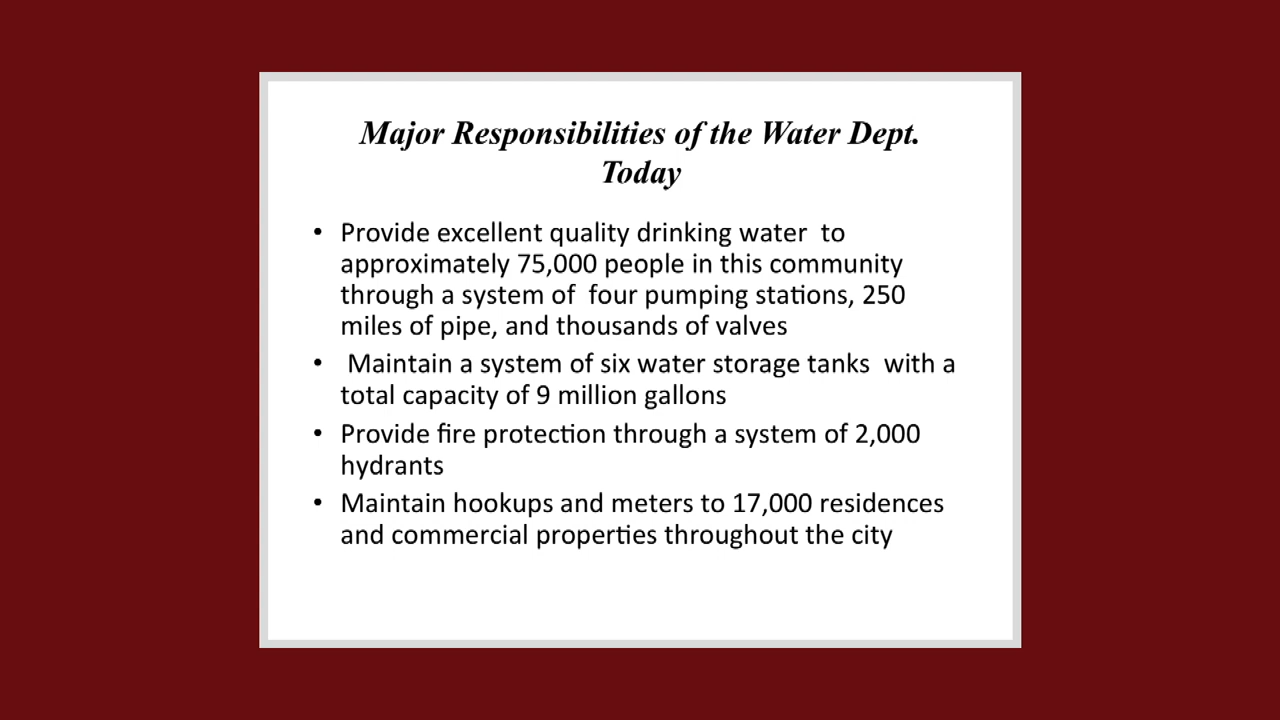 Major Responsibilities of the Water Dept.
Today
• Provide excellent quality drinking water  to
approximately 75,000 people in this community
through a system of  four pumping stations, 250
miles of pipe, and thousands of valves
•  Maintain a system of six water storage tanks  with a
total capacity of 9 million gallons
• Provide fire protection through a system of 2,000
hydrants
• Maintain hookups and meters to 17,000 residences
and commercial properties throughout the city